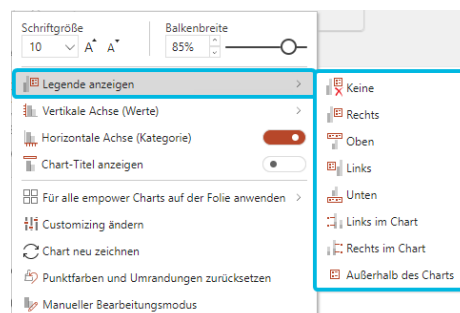 Schriftgröße
Balkenbreite
10
A A
85%
Legende anzeigen
Vertikale Achse (Werte)
Horizontale Achse (Kategorie)
Chart-Titel anzeigen
Für alle empower Charts auf der Folie anwenden
Customizing ändern
Chart neu zeichnen
Punktfarben und Umrandungen zurücksetzen
Manueller Bearbeitungsmodus
Keine
Rechts
Oben
Links
Unten
Links im Chart
Rechts im Chart
Außerhalb des Charts